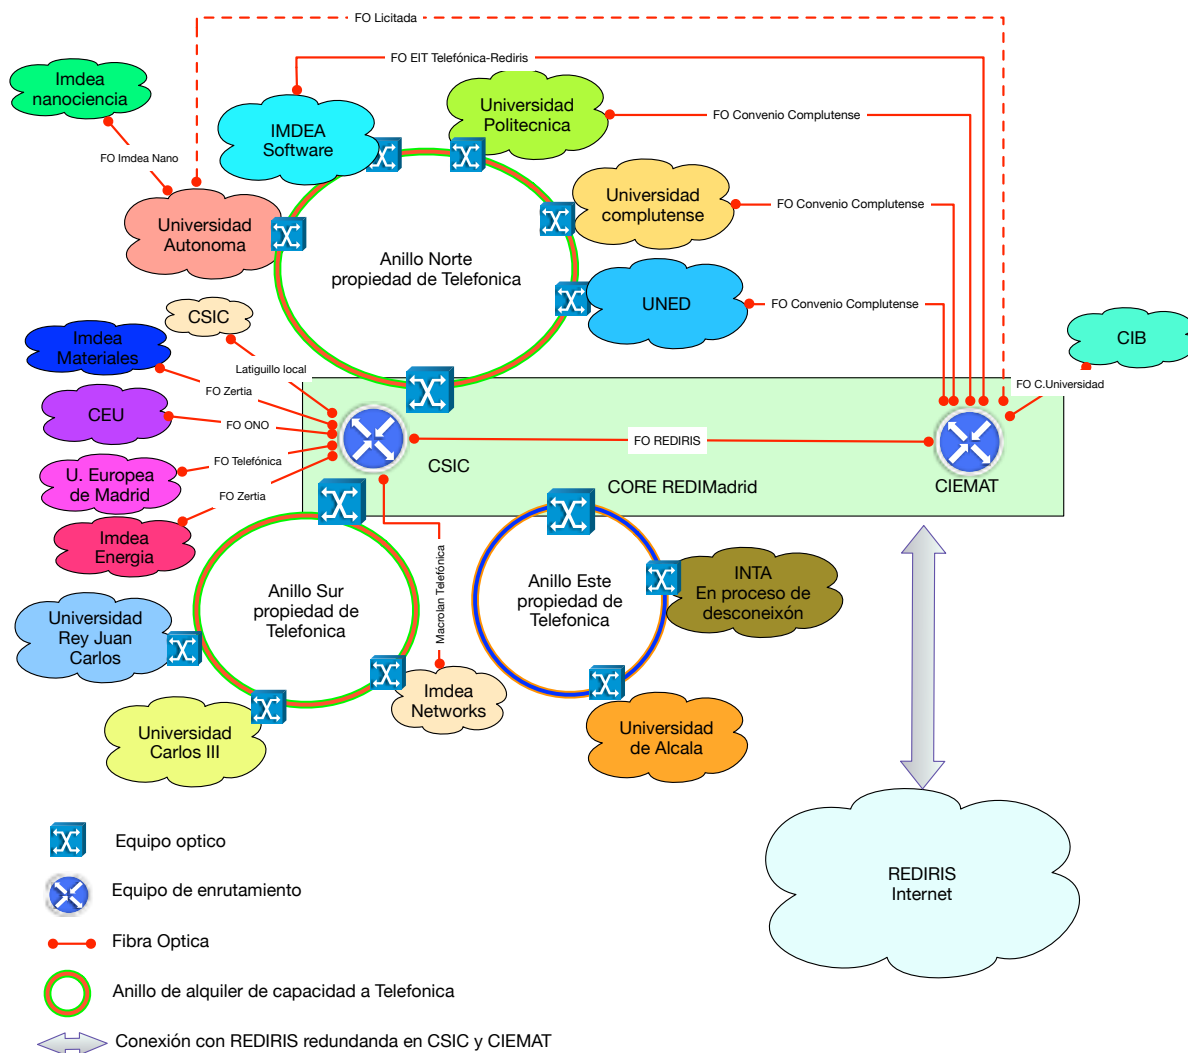 FO Licitada
FO EIT Telefónica-Rediris
Imdea
nanociencia
IMDEA
Software
Universidad
Politecnica
FO Convenio Complutense
FO Imdea Nano
Universidad
Autonoma
Universidad
complutense
FO Convenio Complutense
Anillo Norte
propiedad de Telefonica
UNED
FO Convenio Complutense
CSIC
Imdea
Materiales
Latiguillo local
CIB
FO Zertia
FO C.Universidad
CEU
FO ONO
FO REDIRIS
CSIC
U. Europea
de Madrid
FO Telefónica
FO Zertia
CORE REDIMadrid
CIEMAT
Imdea
Energia
Macrolan Telefónica
Anillo Sur
propiedad de
Telefonica
Anillo Este
propiedad de
Telefonica
INTA
En proceso de
desconeixón
Universidad
Rey Juan
Carlos
Imdea
Networks
Universidad
Carlos III
Universidad
de Alcala
Equipo optico
REDIRIS
Internet
Equipo de enrutamiento
Fibra Optica
Anillo de alquiler de capacidad a Telefonica
Conexión con REDIRIS redundanda en CSIC y CIEMAT